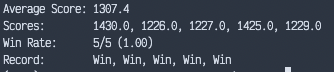 Average Score: 1307.4
Scores: 1430.0, 1226.0, 1227.0, 1425.0, 1229.0
Win Rate: 5/5 (1.00)
Record: Win, Win, Win, Win, Win